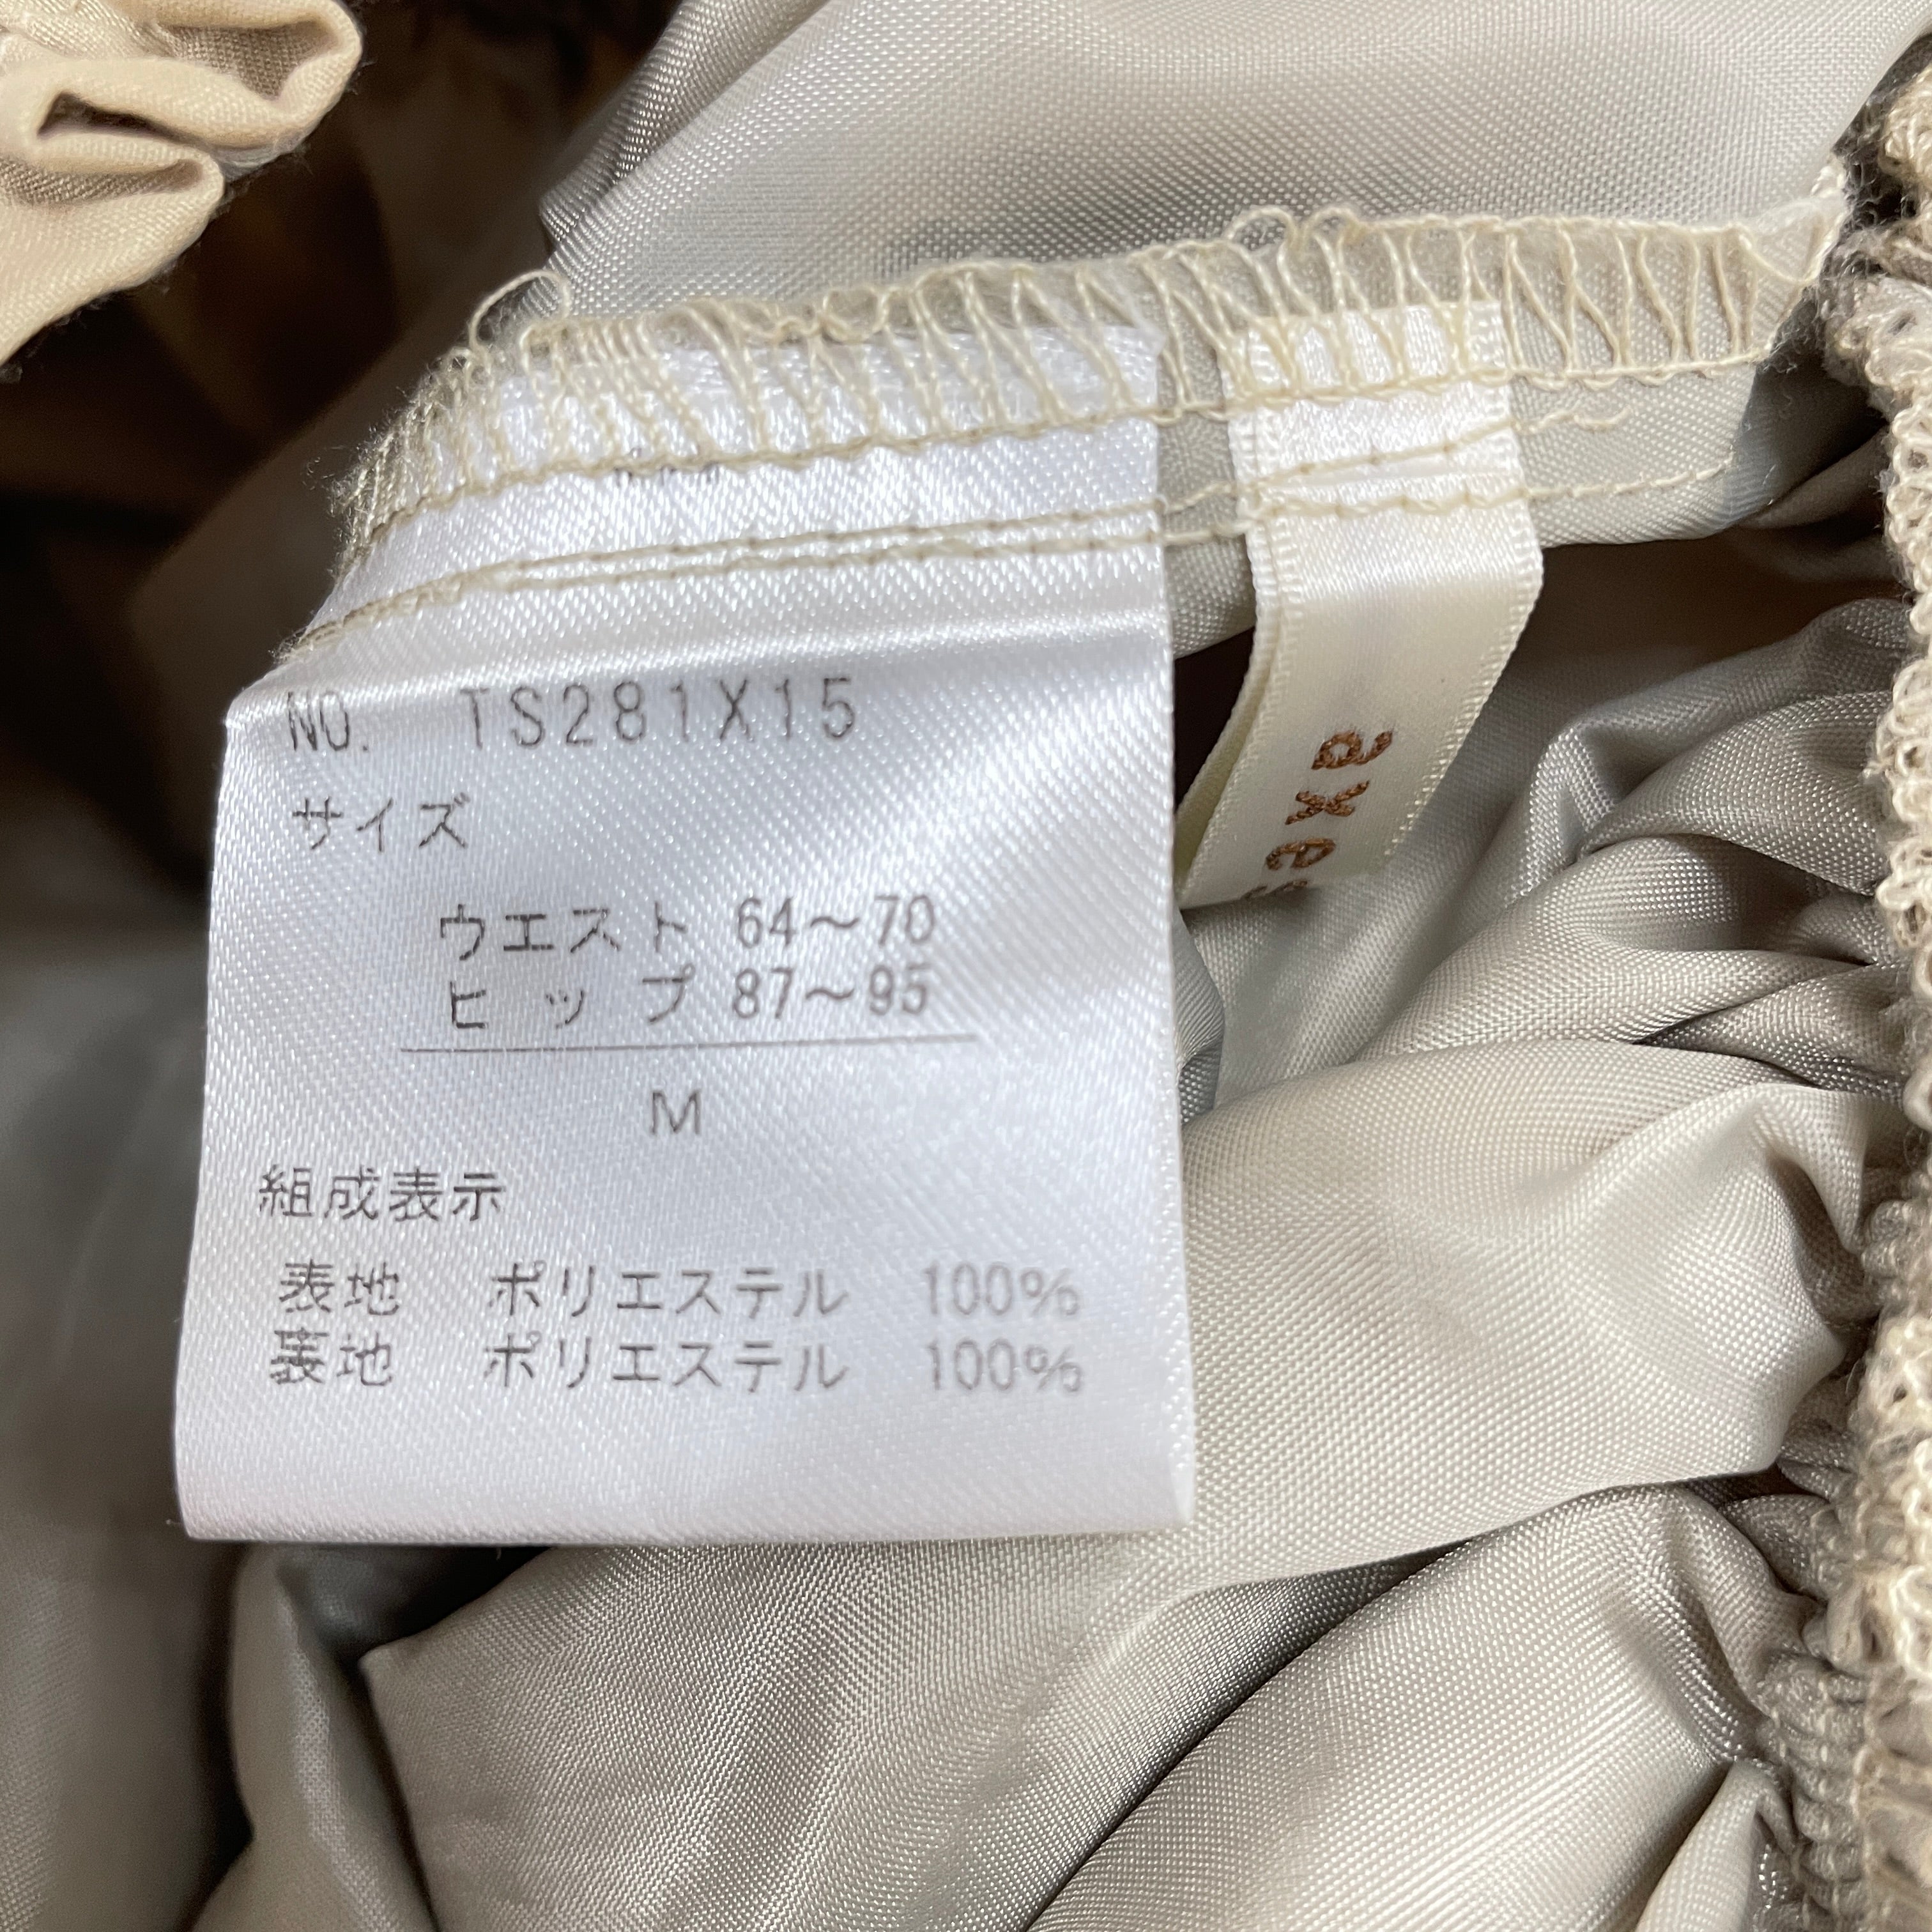 NO. TS281X15
サイズ
ウエスト 64～70
ヒップ 87～95
M
組成表示
表地 ポリエステル 100%
裏地 ポリエステル 100%
axes